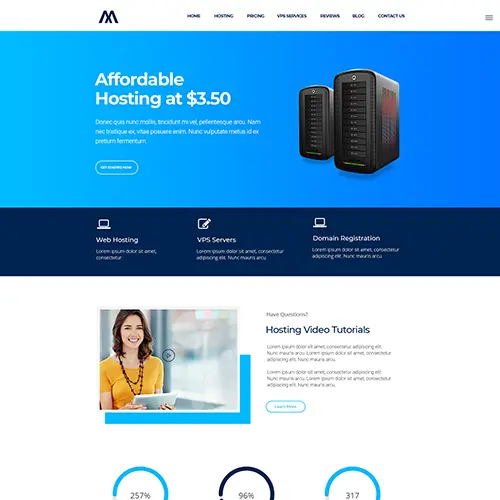 HOME HOSTING PRICING VPS SERVICES REVIEWS BLOG CONTACT US
Affordable
Hosting at $3.50
Donec quis nunc mollis, tincidunt mi vel, pellentesque arcu. Nam
nec tristique ex, vitae posuere enim. Nunc vulputate metus id ex
pretium fermentum.
GET STARTED NOW
Web Hosting
Lorem ipsum dolor sit amet,
consectetur
VPS Servers
Lorem ipsum dolor sit amet,
consectetur adipiscing elit.
Nunc mauris arcu
Domain Registration
Lorem ipsum dolor sit amet,
consectetur adipiscing elit.
Nunc mauris arcu
Have Questions?
Hosting Video Tutorials
Lorem ipsum dolor sit amet, consectetur adipiscing elit.
Nunc mauris arcu. Lorem ipsum dolor sit amet,
consectetur adipiscing elit.
Lorem ipsum dolor sit amet, consectetur adipiscing elit.
Nunc mauris arcu. Lorem ipsum dolor sit amet,
consectetur adipiscing elit.
Learn More
257% 96% 317